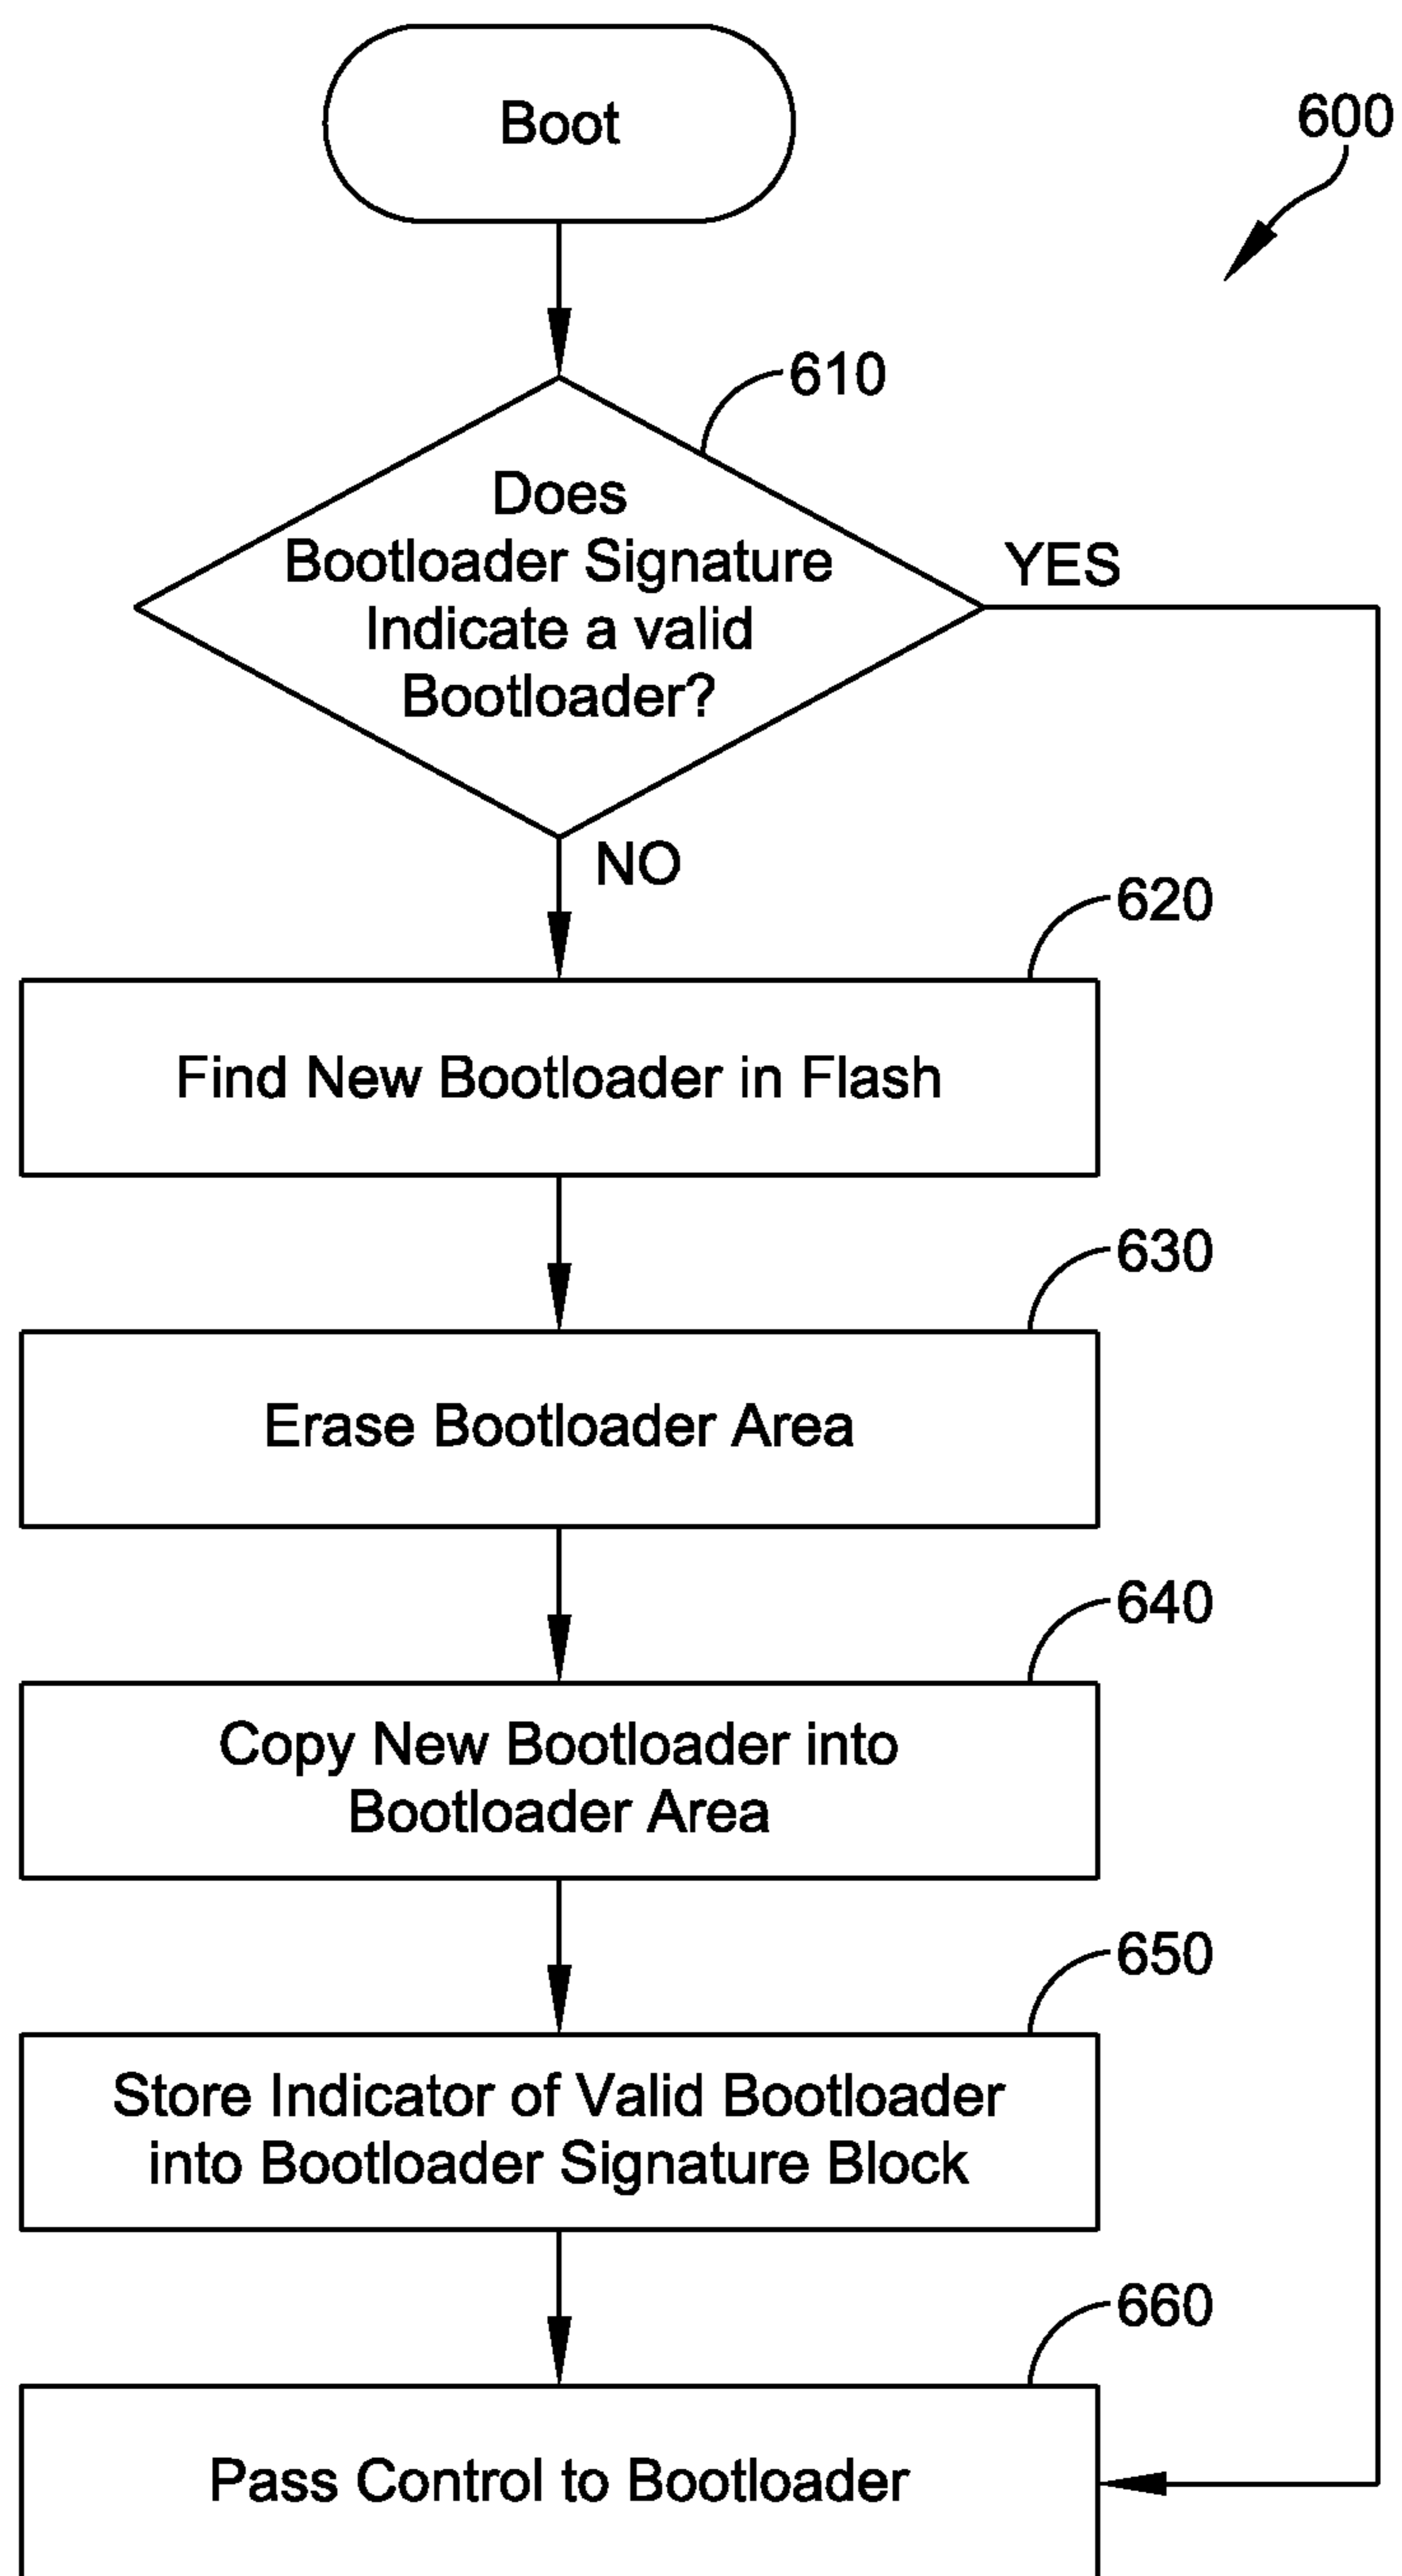 Boot
600
610
Does
Bootloader Signature
Indicate a valid
Bootloader?
YES
NO
620
Find New Bootloader in Flash
630
Erase Bootloader Area
640
Copy New Bootloader into
Bootloader Area
650
Store Indicator of Valid Bootloader
into Bootloader Signature Block
660
Pass Control to Bootloader